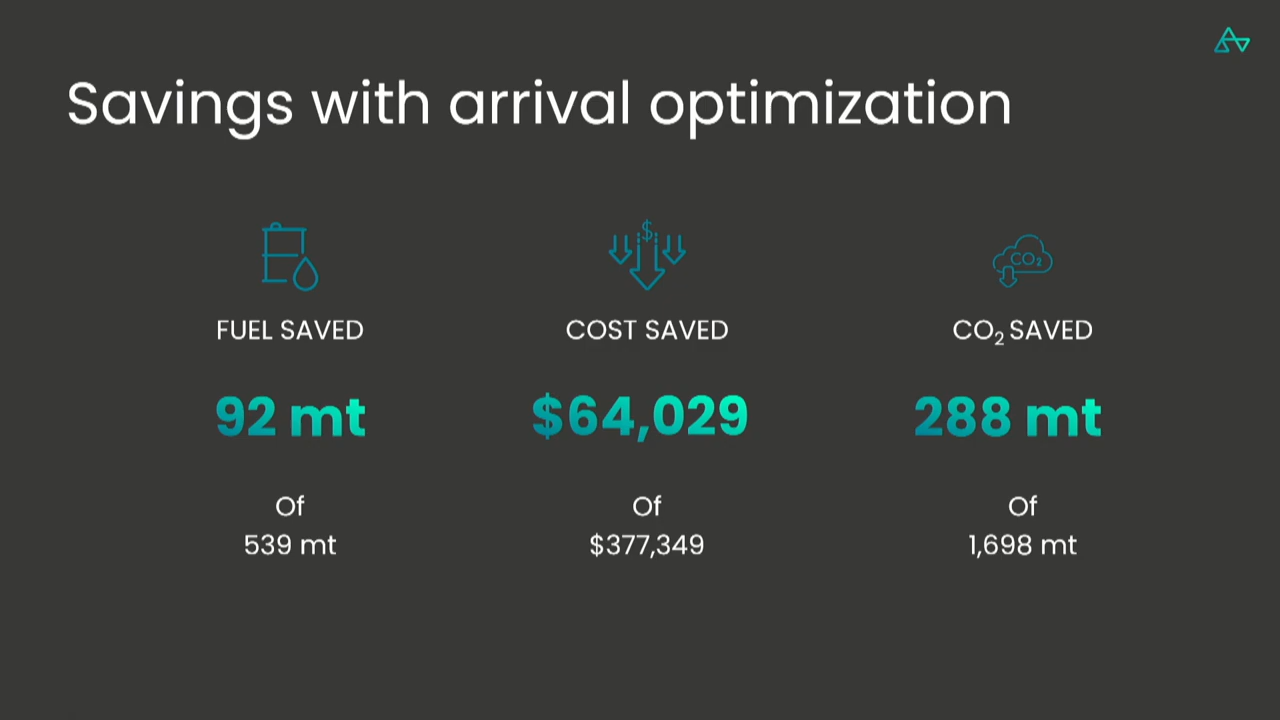 Savings with arrival optimization
$
CO₂
FUEL SAVED
COST SAVED
CO₂ SAVED
92 mt
$64,029
288 mt
Of
Of
Of
539 mt
$377,349
1,698 mt